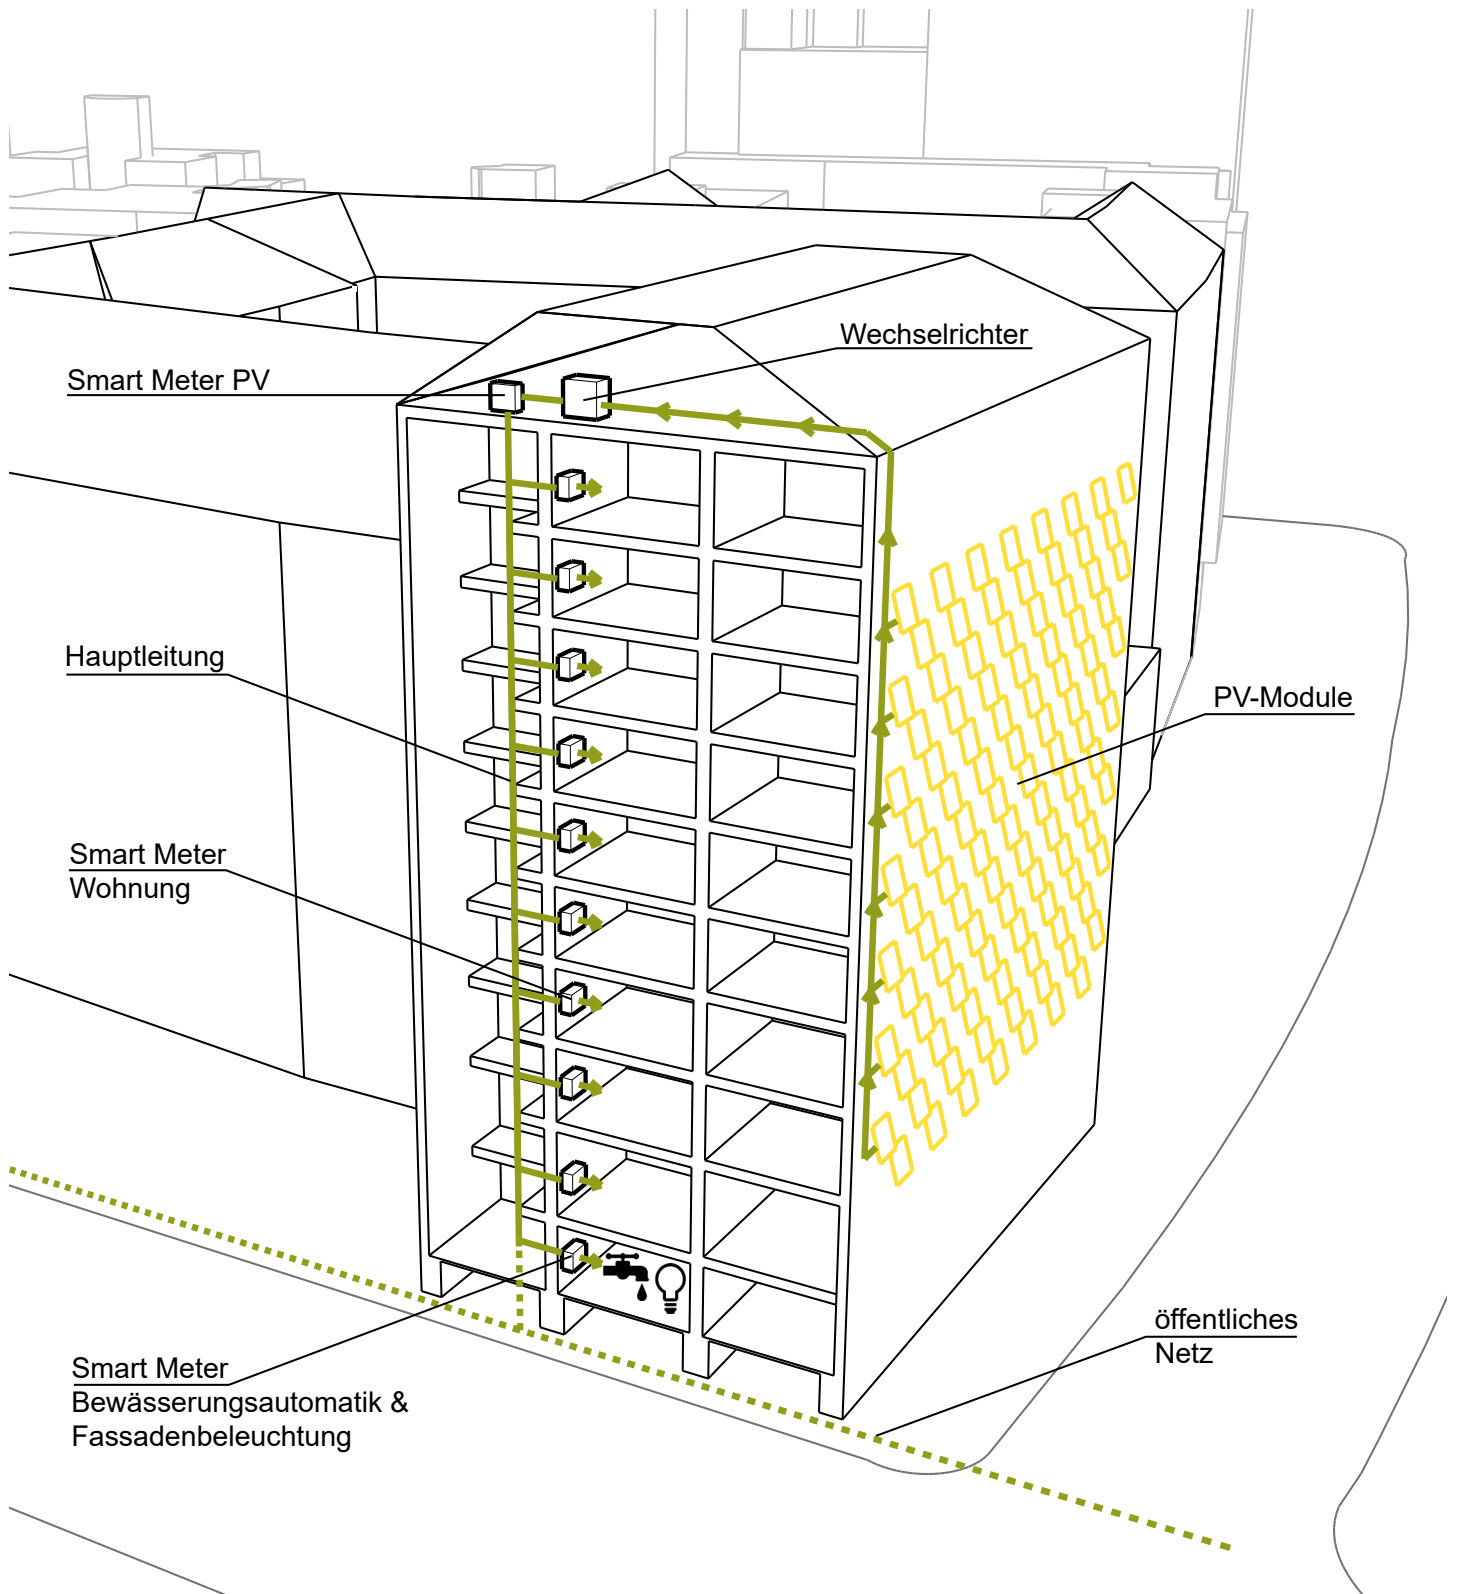 Wechselrichter
Smart Meter PV
Hauptleitung
PV-Module
Smart Meter
Wohnung
öffentliches
Netz
Smart Meter
Bewässerungsautomatik &
Fassadenbeleuchtung